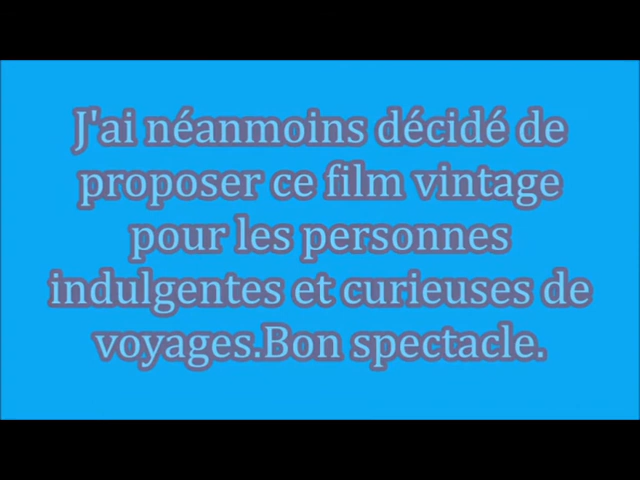 J'ai néanmoins décidé de
proposer ce film vintage
pour les personnes
indulgentes et curieuses de
voyages.Bon spectacle.